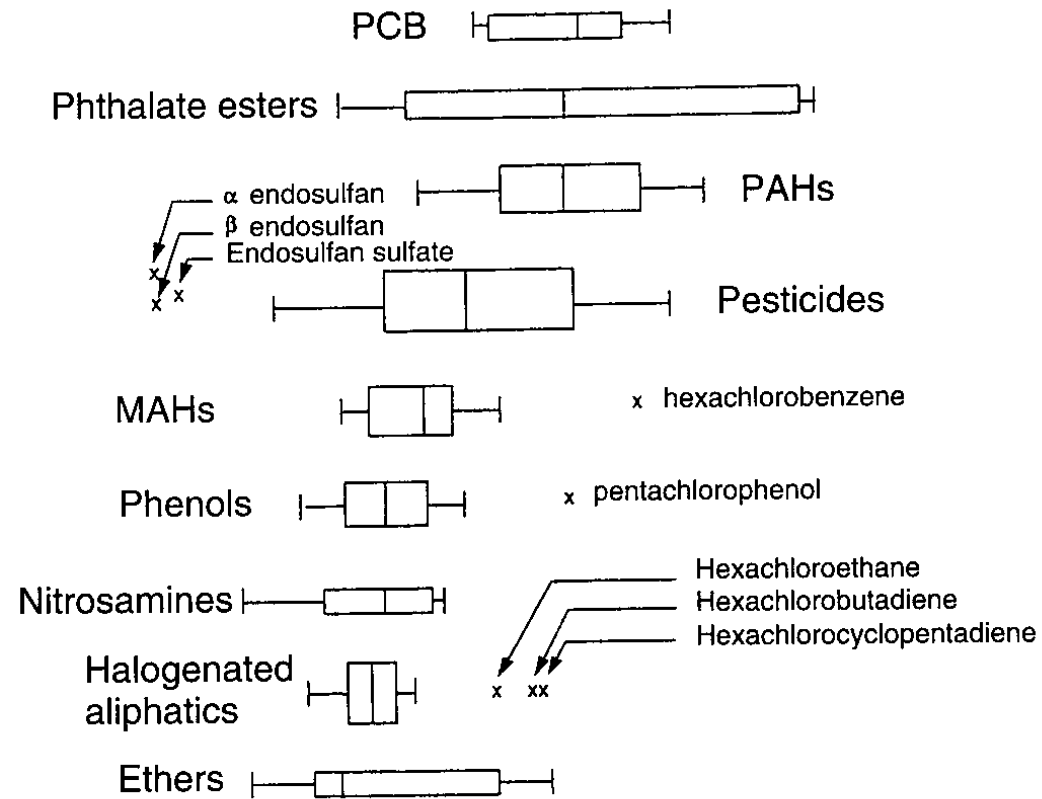 PCB
Phthalate esters
PAHs
α endosulfan
β endosulfan
Endosulfan sulfate
x
x x
Pesticides
MAHs
x hexachlorobenzene
Phenols
x pentachlorophenol
Hexachloroethane
Nitrosamines
Hexachlorobutadiene
Hexachlorocyclopentadiene
Halogenated
aliphatics
x xx
Ethers